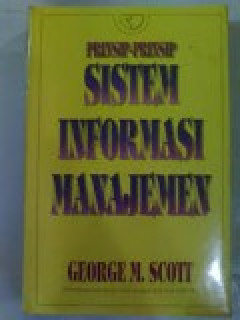 PRINSIP-PRINSIP
SISTEM
INFORMASI
MANAJEMEN
GEORGE M. SCOTT